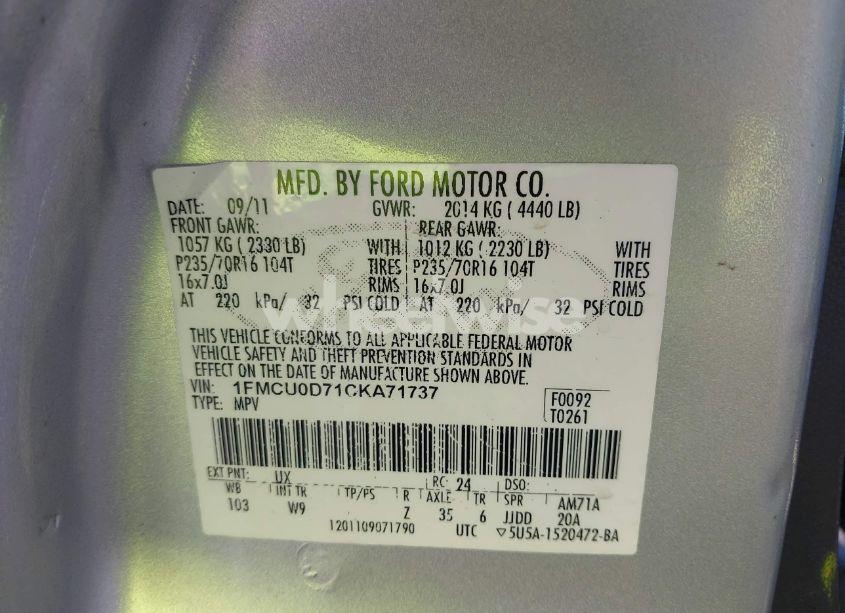 MFD. BY FORD MOTOR CO.
DATE: 09/11 GVWR: 2014 KG ( 4440 LB)
FRONT GAWR: REAR GAWR:
1057 KG ( 2330 LB) WITH 1012 KG ( 2230 LB) WITH
P235/70R16 104T TIRES P235/70R16 104T TIRES
16x7.0J RIMS 16x7.0J RIMS
AT 220 kPa/ 32 PSI COLD AT 220 kPa/ 32 PSI COLD
wheelwise
THIS VEHICLE CONFORMS TO ALL APPLICABLE FEDERAL MOTOR
VEHICLE SAFETY AND THEFT PREVENTION STANDARDS IN
EFFECT ON THE DATE OF MANUFACTURE SHOWN ABOVE.
VIN: 1FMCU0D71CKA71737 F0092
TYPE: MPV T0261
EXT PNT: UX RC: 24 DSO:
WB INT TR TP/PS R AXLE TR SPR AM71A
103 W9 Z 35 6 JJDD 20A
1201109071790 UTC ▽5U5A-1520472-BA